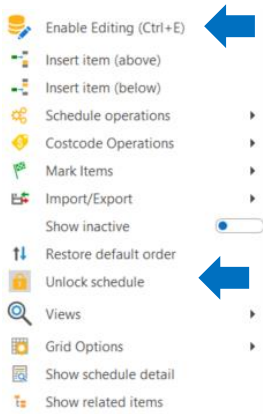 Enable Editing (Ctrl+E)
Insert item (above)
Insert item (below)
Schedule operations
Costcode Operations
Mark Items
Import/Export
Show inactive
Restore default order
Unlock schedule
Views
Grid Options
Show schedule detail
Show related items